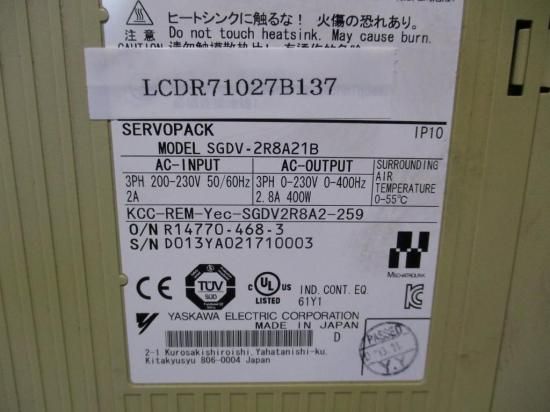 ヒートシンクに触るな! 火傷の恐れあり。
注意 Do not touch heatsink. May cause burn.
LCDR71027B137
SERVOPACK
IP10
MODEL SGDV-2R8A21B
AC-INPUT
AC-OUTPUT
SURROUNDING AIR TEMPERATURE
0-55℃
3PH 200-230V 50/60Hz
2A
3PH 0-230V 0-400Hz
2.8A 400W
KCC-REM-Yec-SGDV2R8A2-259
O/N R14770-468-3
S/N D013YA021710003
MECHATROLINK
CE
TÜV
SÜD
c UL US
LISTED
IND. CONT. EQ.
61Y1
YASKAWA ELECTRIC CORPORATION
MADE IN JAPAN
D
PASSED
Y.Y
2-1 Kurosakishiroishi, Yahatanishi-ku,
Kitakyusyu 806-0004 Japan